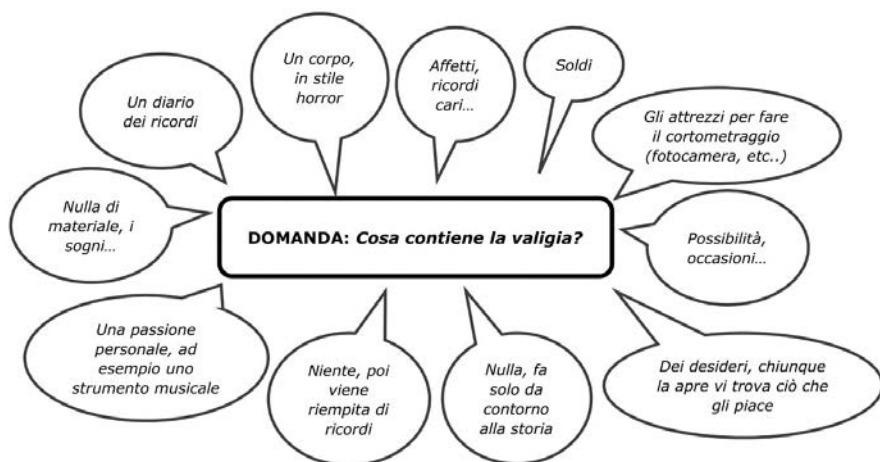 Un corpo,
in stile
horror
Affetti,
ricordi
cari...
Soldi
Un diario
dei ricordi
Gli attrezzi per fare
il cortometraggio
(fotocamera, etc..)
Nulla di
materiale, i
sogni...
DOMANDA: Cosa contiene la valigia?
Possibilità,
occasioni...
Una passione
personale, ad
esempio uno
strumento musicale
Niente, poi
viene
riempita di
ricordi
Nulla, fa
solo da
contorno
alla storia
Dei desideri, chiunque
la apre vi trova ciò che
gli piace